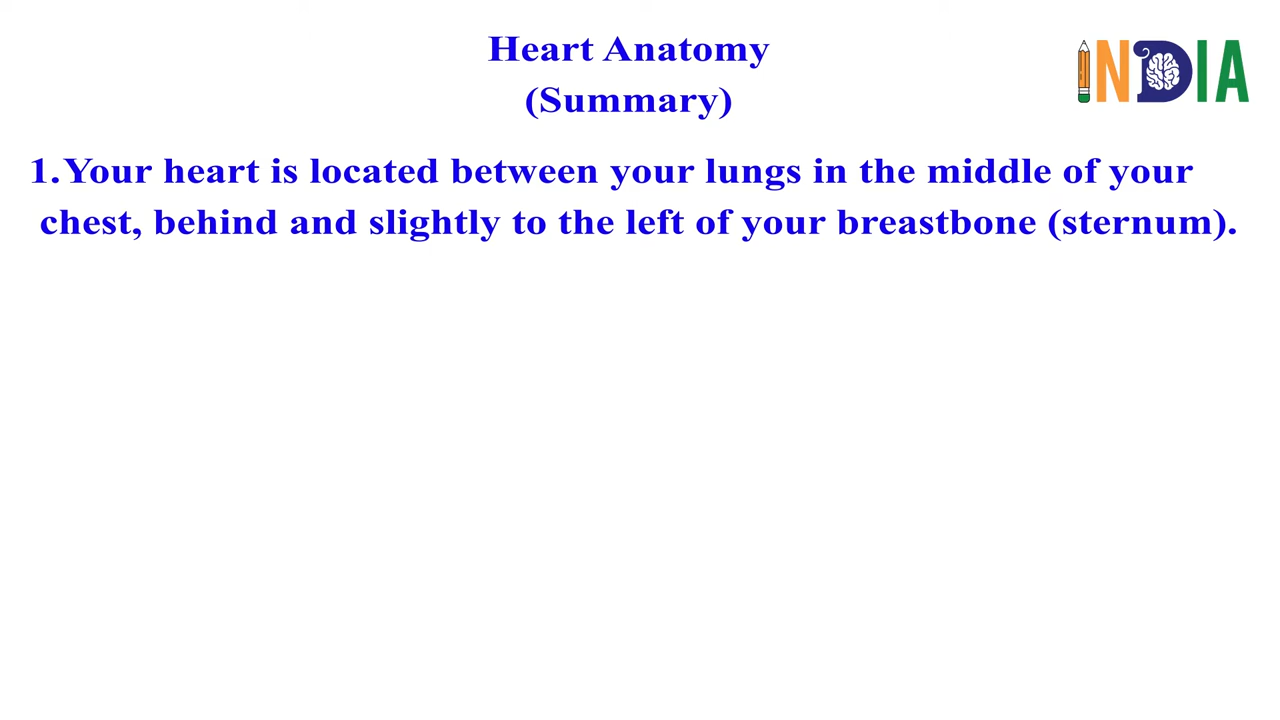 Heart Anatomy
(Summary)
INDIA
1.Your heart is located between your lungs in the middle of your
chest, behind and slightly to the left of your breastbone (sternum).